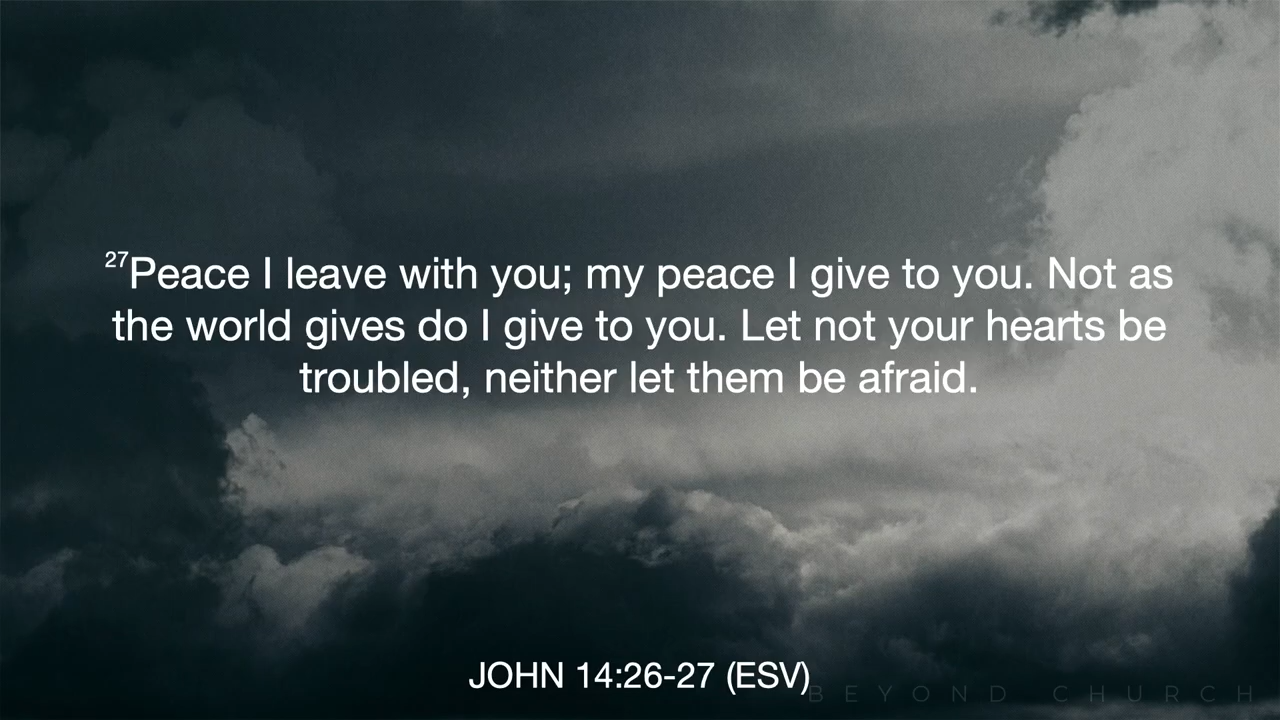 27Peace I leave with you; my peace I give to you. Not as
the world gives do I give to you. Let not your hearts be
troubled, neither let them be afraid.
JOHN 14:26-27 (ESV)
BEYOND CHURCH